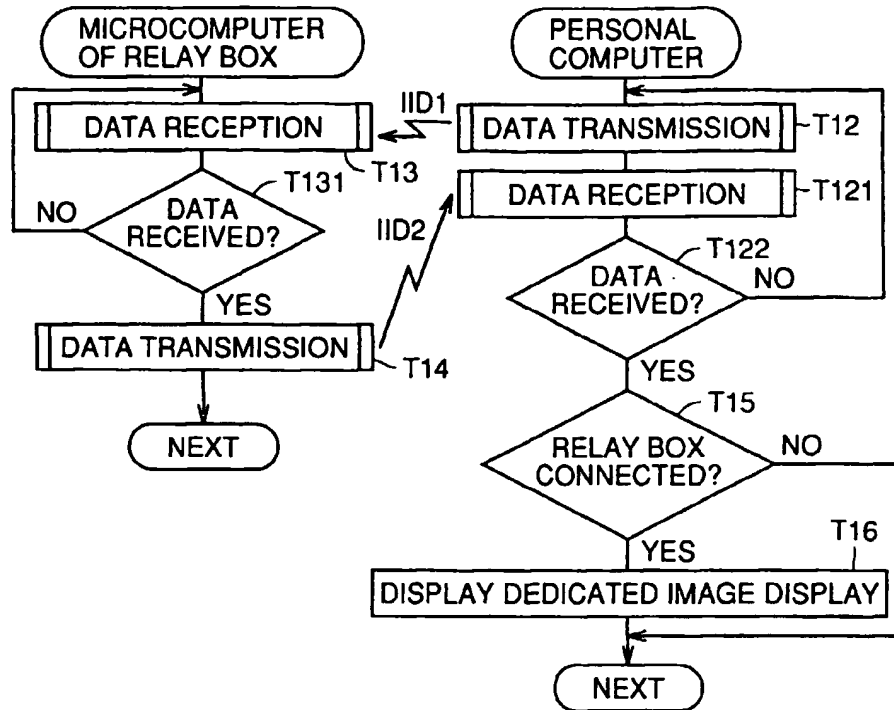 MICROCOMPUTER
OF RELAY BOX
DATA RECEPTION
T13
T131
DATA
RECEIVED?
NO
YES
DATA TRANSMISSION
T14
NEXT
IID1
IID2
PERSONAL
COMPUTER
DATA TRANSMISSION
T12
DATA RECEPTION
T121
T122
DATA
RECEIVED?
NO
YES
T15
RELAY BOX
CONNECTED?
NO
YES
T16
DISPLAY DEDICATED IMAGE DISPLAY
NEXT